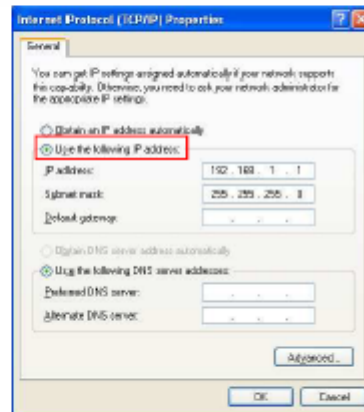 Internet Protocol (TCP/IP) Properties
General
You can get IP settings assigned automatically if your network supports
this capability. Otherwise, you need to ask your network administrator for
the appropriate IP settings.
Obtain an IP address automatically
Use the following IP address:
IP address: 192 . 168 . 1 . 1
Subnet mask: 255 . 255 . 255 . 0
Default gateway: . . .
Obtain DNS server address automatically
Use the following DNS server addresses:
Preferred DNS server: . . .
Alternate DNS server: . . .
Advanced...
OK Cancel